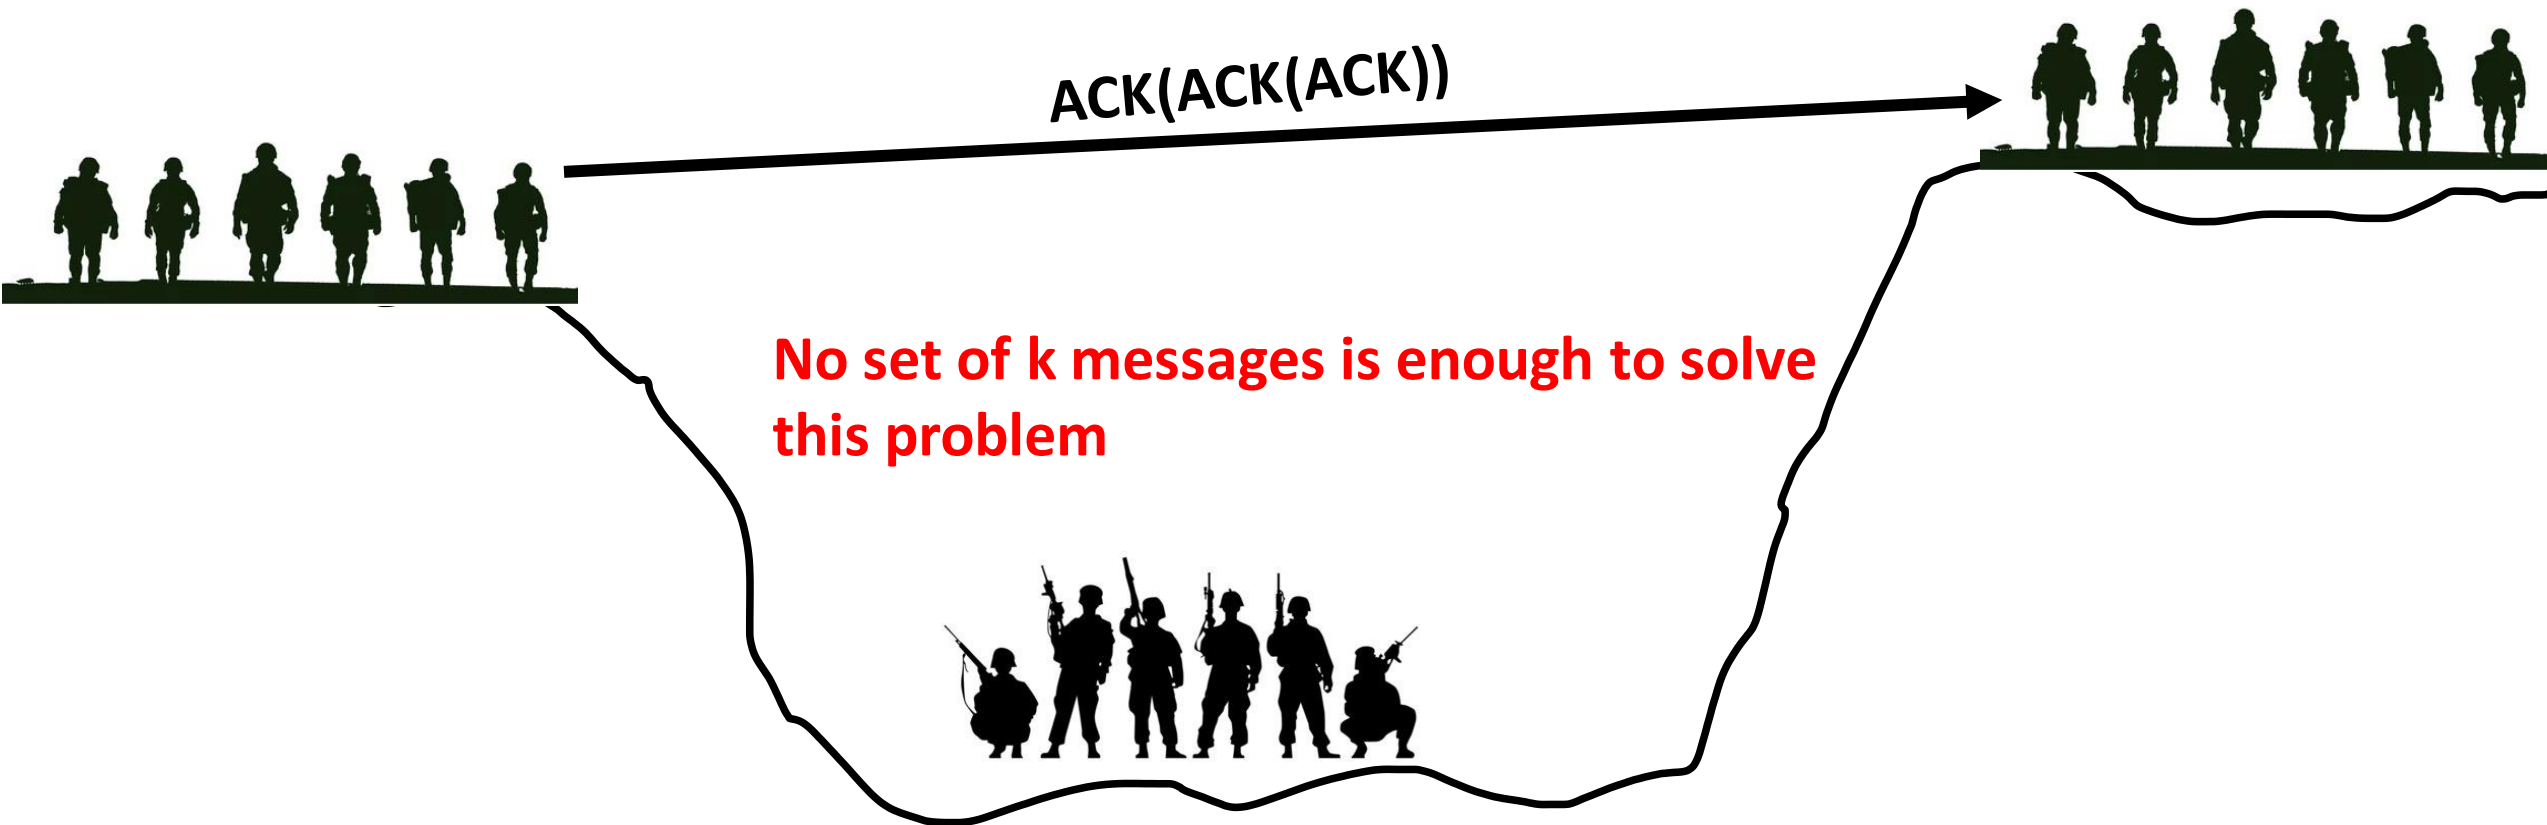 ACK(ACK(ACK))
No set of k messages is enough to solve
this problem